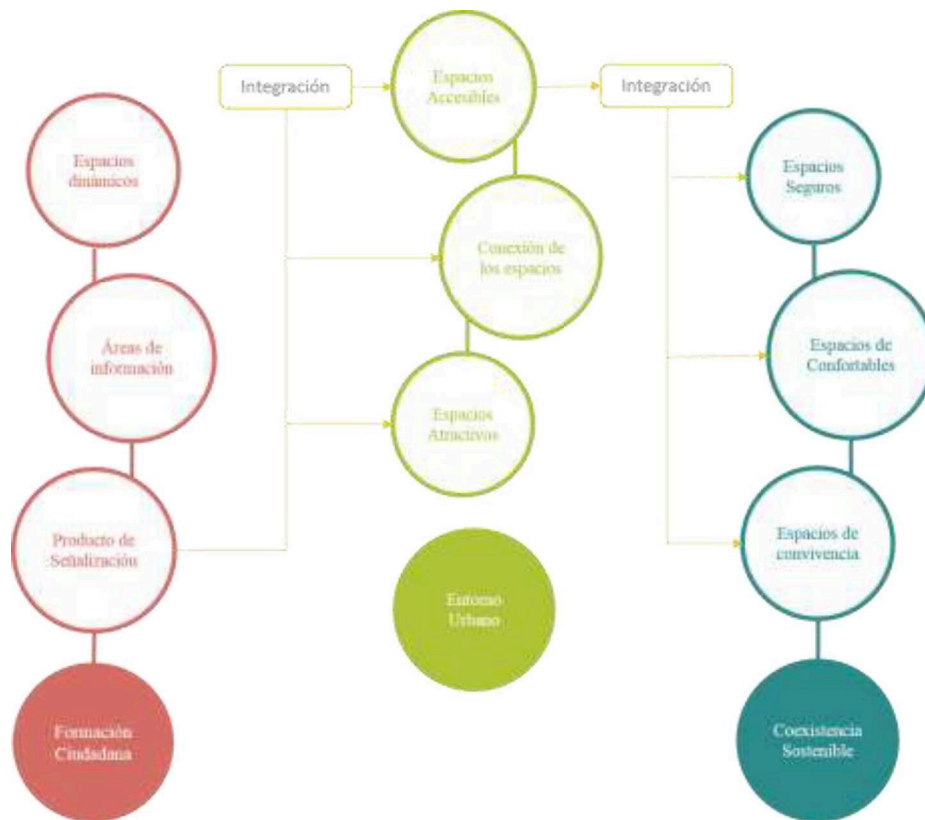 Integración
Espacios
Accesibles
Integración
Espacios
dinámicos
Áreas de
información
Producto de
Señalización
Formación
Ciudadana
Conexión de
los espacios
Espacios
Atractivos
Entorno
Urbano
Espacios
Seguros
Espacios de
Confortables
Espacios de
convivencia
Coexistencia
Sostenible